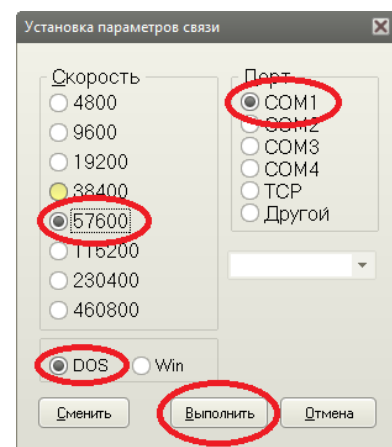 Установка параметров связи
Скорость
4800
9600
19200
38400
57600
115200
230400
460800
Порт
COM1
COM2
COM3
COM4
TCP
Другой
DOS Win
Сменить Выполнить Отмена